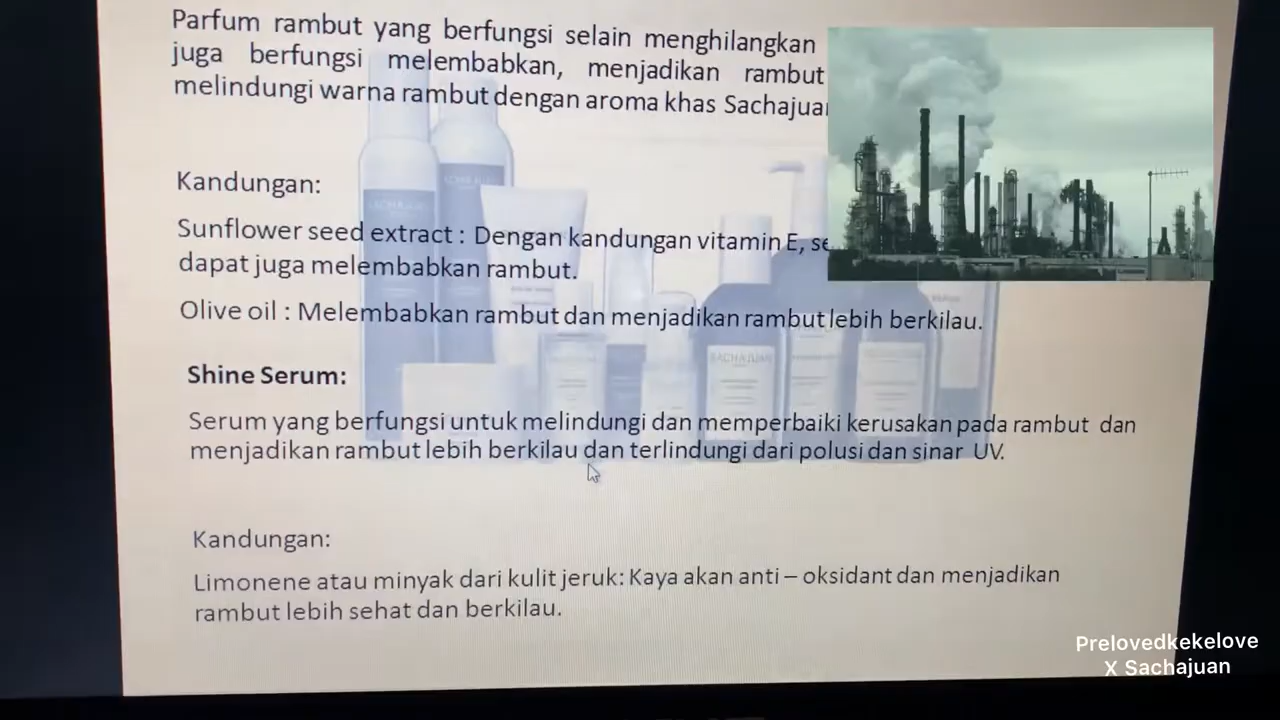 Parfum rambut yang berfungsi selain menghilangkan
juga berfungsi melembabkan, menjadikan rambut
melindungi warna rambut dengan aroma khas Sachajuan
Kandungan:
Sunflower seed extract : Dengan kandungan vitamin E, se
dapat juga melembabkan rambut.
Olive oil : Melembabkan rambut dan menjadikan rambut lebih berkilau.
SACHAJUAN
Shine Serum:
Serum yang berfungsi untuk melindungi dan memperbaiki kerusakan pada rambut dan
menjadikan rambut lebih berkilau dan terlindungi dari polusi dan sinar UV.
Kandungan:
Limonene atau minyak dari kulit jeruk: Kaya akan anti – oksidant dan menjadikan
rambut lebih sehat dan berkilau.
Prelovedkekelove
X Sachajuan